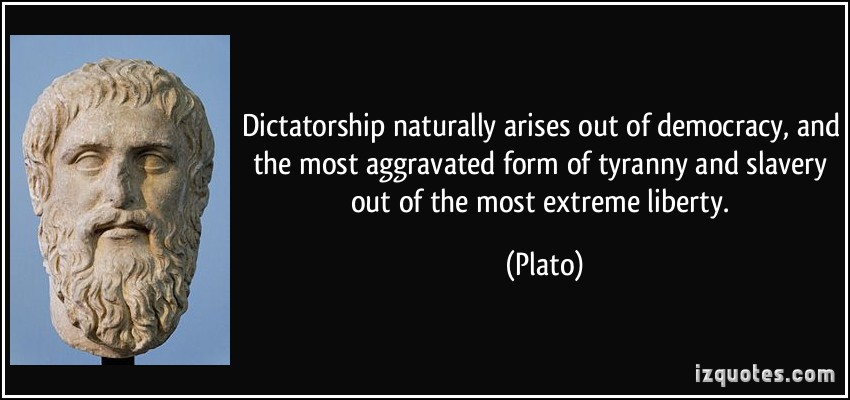 Dictatorship naturally arises out of democracy, and
the most aggravated form of tyranny and slavery
out of the most extreme liberty.
(Plato)
izquotes.com